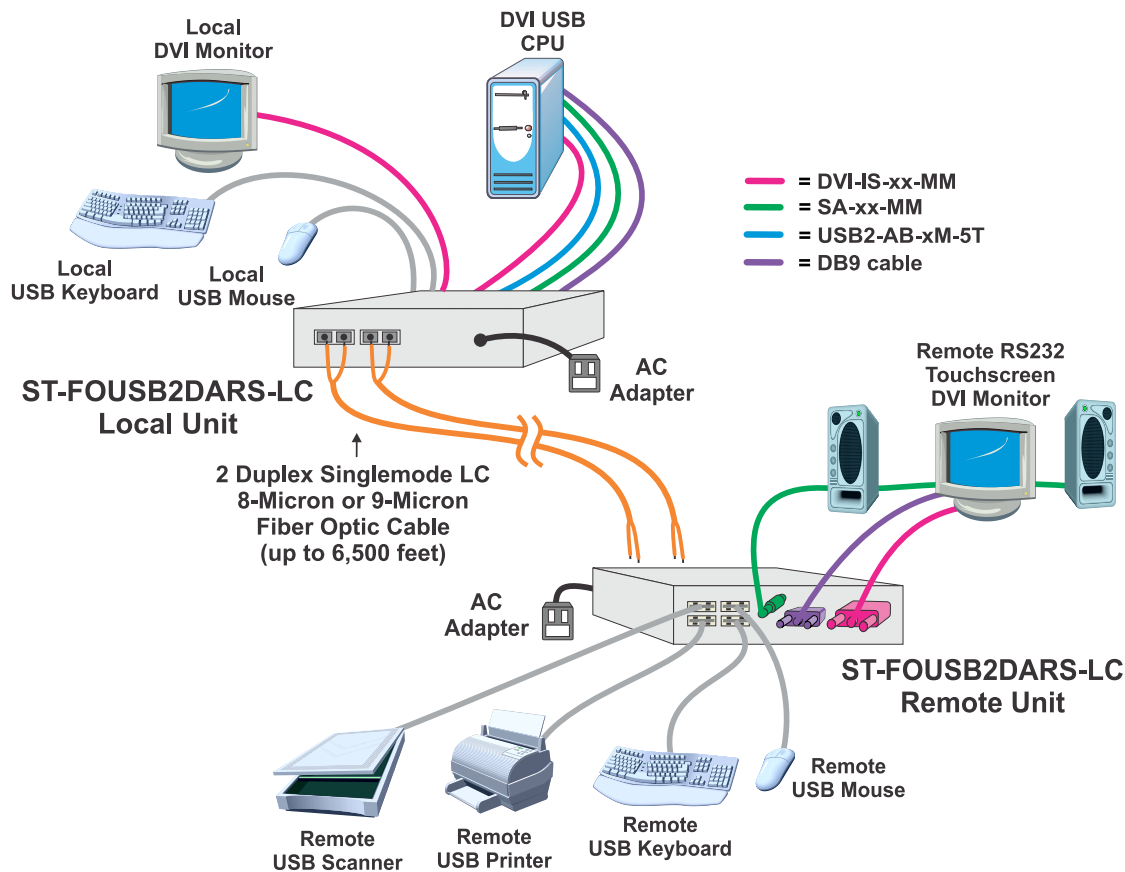 Local
DVI Monitor
DVI USB
CPU
= DVI-IS-xx-MM
= SA-xx-MM
= USB2-AB-xM-5T
= DB9 cable
Local
USB Keyboard
Local
USB Mouse
AC
Adapter
ST-FOUSB2DARS-LC
Local Unit
Remote RS232
Touchscreen
DVI Monitor
2 Duplex Singlemode LC
8-Micron or 9-Micron
Fiber Optic Cable
(up to 6,500 feet)
AC
Adapter
ST-FOUSB2DARS-LC
Remote Unit
Remote
USB Scanner
Remote
USB Printer
Remote
USB Keyboard
Remote
USB Mouse